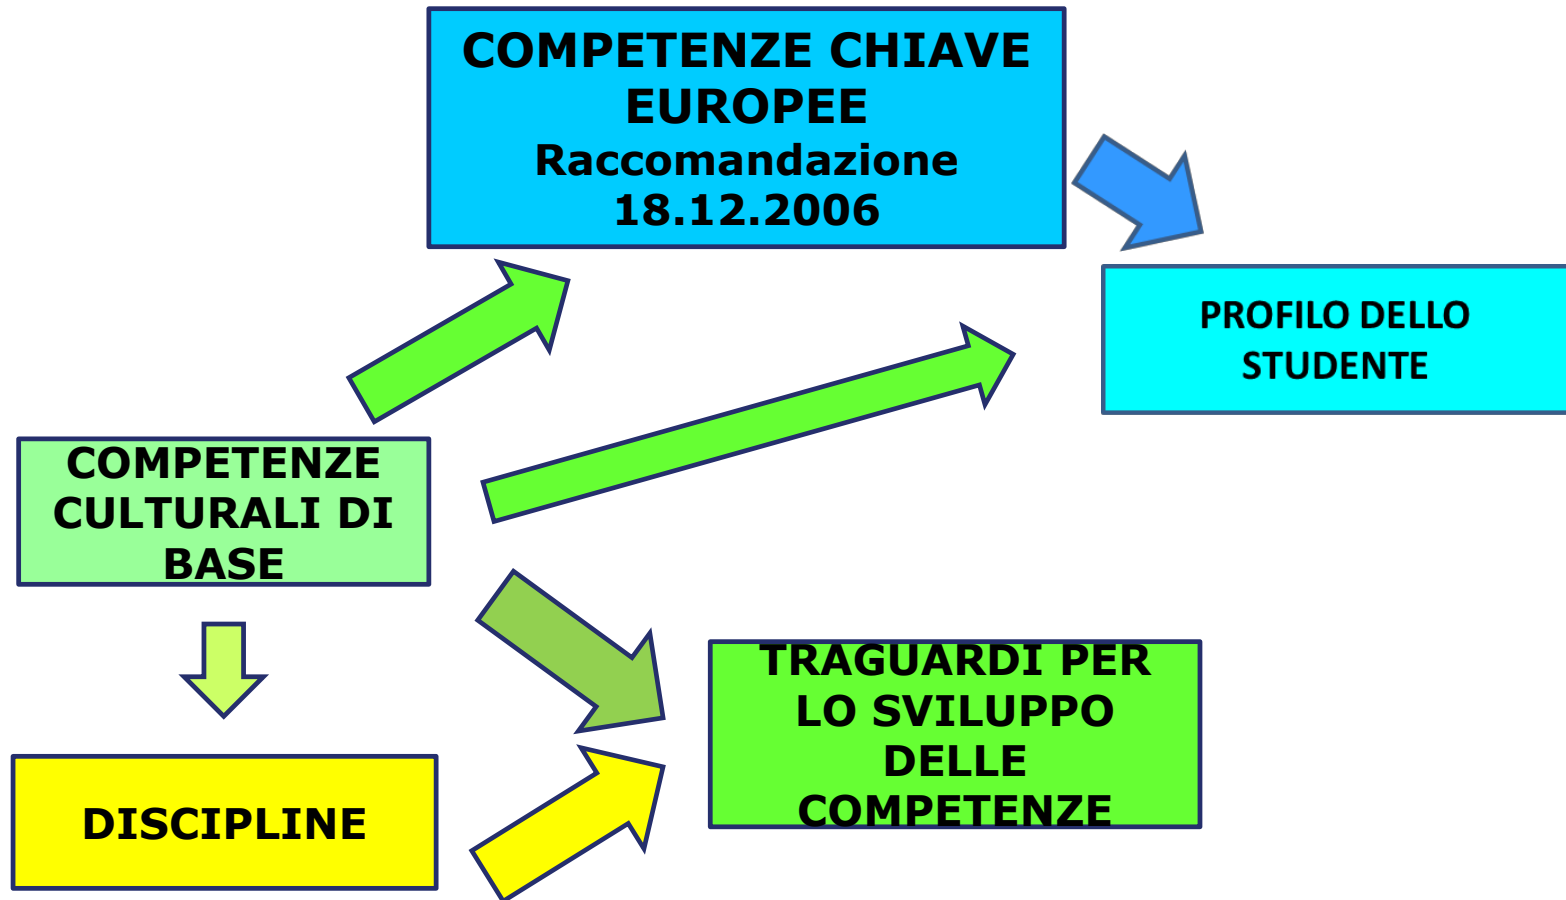 COMPETENZE CHIAVE
EUROPEE
Raccomandazione
18.12.2006
PROFILO DELLO
STUDENTE
COMPETENZE
CULTURALI DI
BASE
TRAGUARDI PER
LO SVILUPPO
DELLE
COMPETENZE
DISCIPLINE